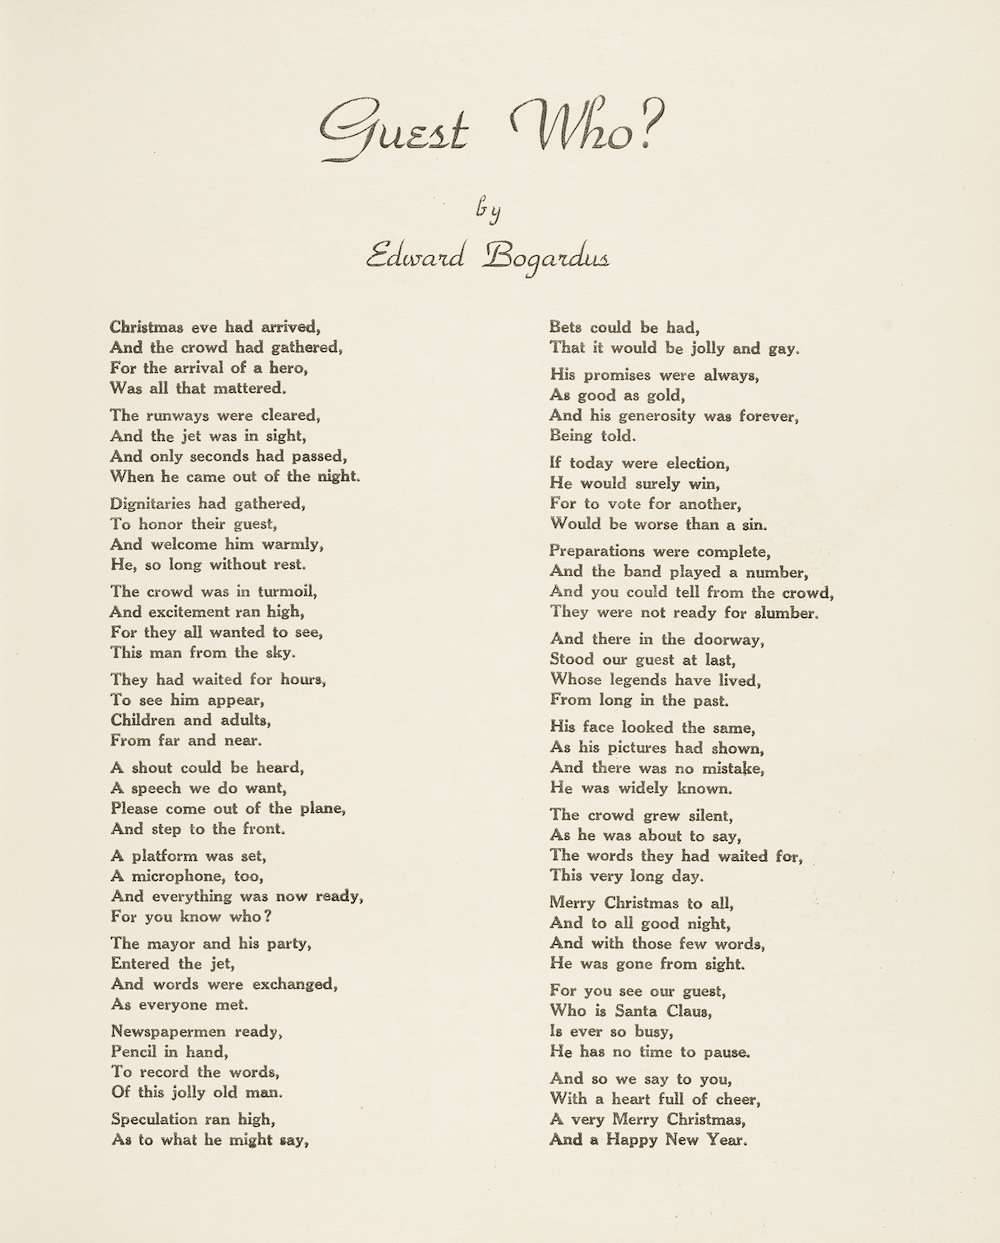 Guest Who?
by
Edward Bogardus
Christmas eve had arrived,
And the crowd had gathered,
For the arrival of a hero,
Was all that mattered.
The runways were cleared,
And the jet was in sight,
And only seconds had passed,
When he came out of the night.
Dignitaries had gathered,
To honor their guest,
And welcome him warmly,
He, so long without rest.
The crowd was in turmoil,
And excitement ran high,
For they all wanted to see,
This man from the sky.
They had waited for hours,
To see him appear,
Children and adults,
From far and near.
A shout could be heard,
A speech we do want,
Please come out of the plane,
And step to the front.
A platform was set,
A microphone, too,
And everything was now ready,
For you know who?
The mayor and his party,
Entered the jet,
And words were exchanged,
As everyone met.
Newspapermen ready,
Pencil in hand,
To record the words,
Of this jolly old man.
Speculation ran high,
As to what he might say,
Bets could be had,
That it would be jolly and gay.
His promises were always,
As good as gold,
And his generosity was forever,
Being told.
If today were election,
He would surely win,
For to vote for another,
Would be worse than a sin.
Preparations were complete,
And the band played a number,
And you could tell from the crowd,
They were not ready for slumber.
And there in the doorway,
Stood our guest at last,
Whose legends have lived,
From long in the past.
His face looked the same,
As his pictures had shown,
And there was no mistake,
He was widely known.
The crowd grew silent,
As he was about to say,
The words they had waited for,
This very long day.
Merry Christmas to all,
And to all good night,
And with those few words,
He was gone from sight.
For you see our guest,
Who is Santa Claus,
Is ever so busy,
He has no time to pause.
And so we say to you,
With a heart full of cheer,
A very Merry Christmas,
And a Happy New Year.